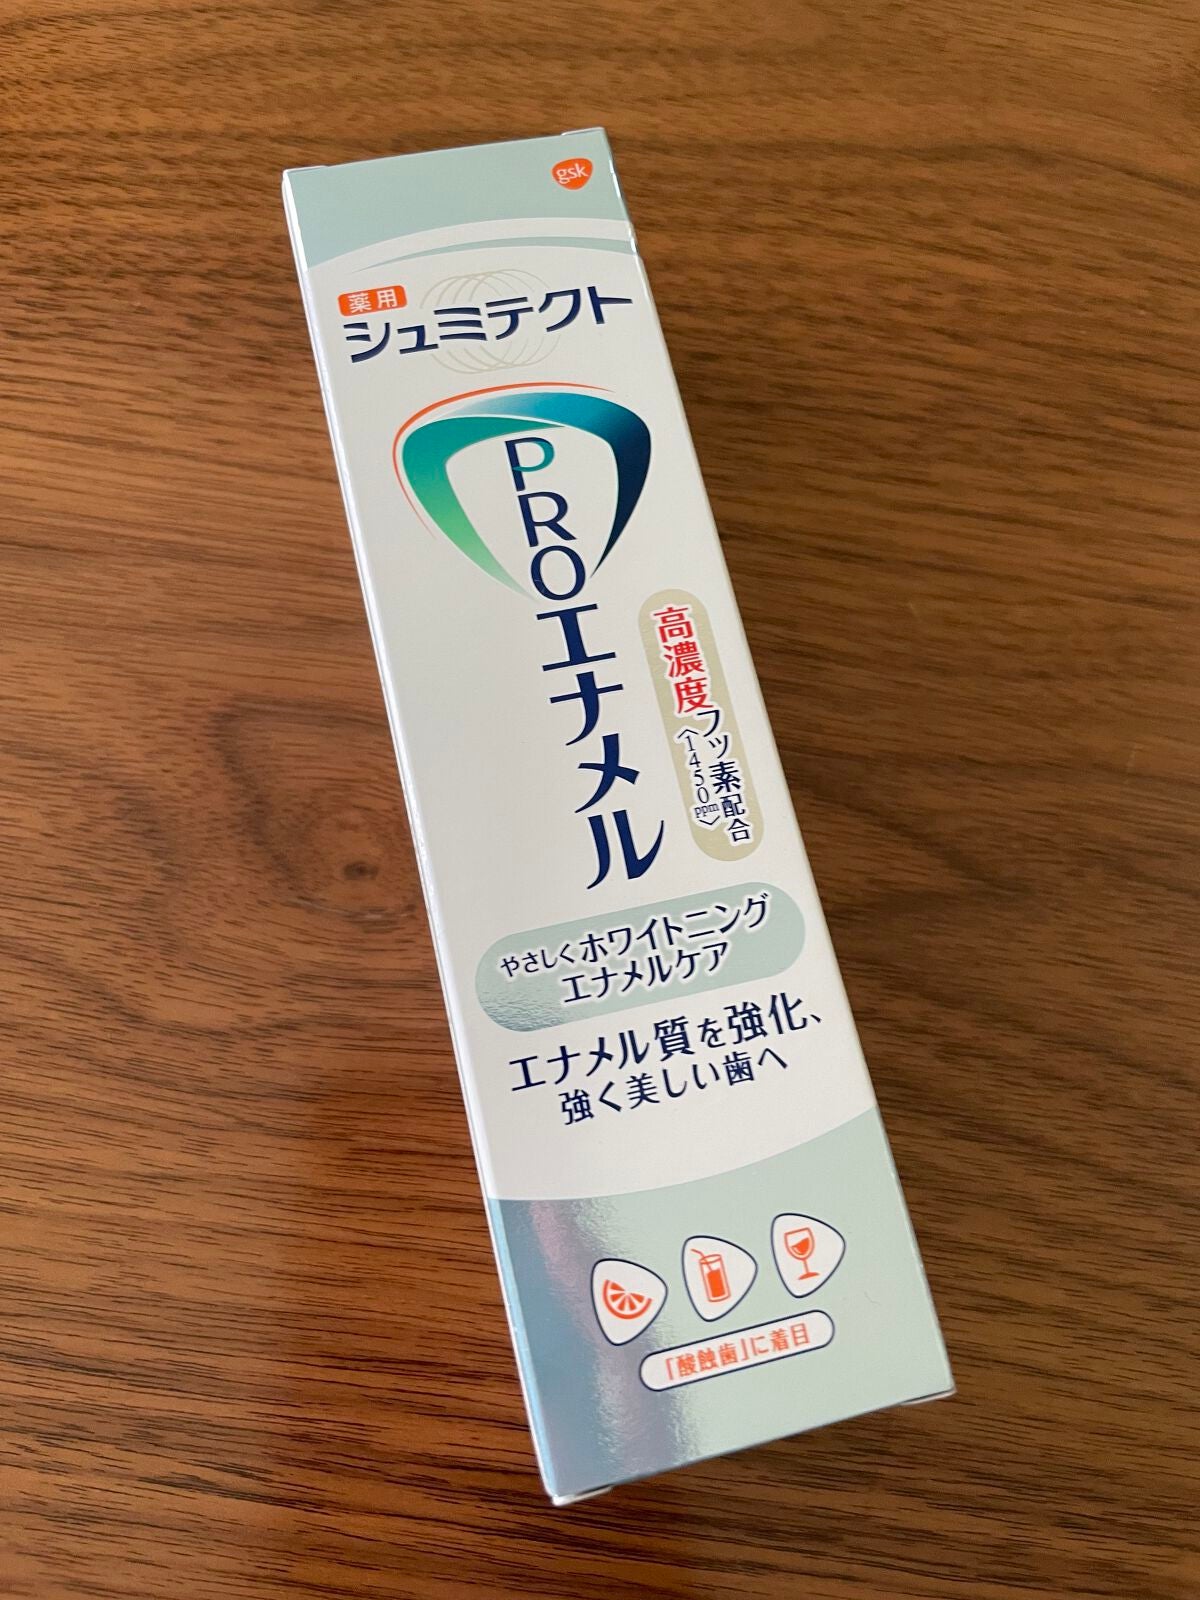 gsk
薬用
シュミテクト
PROエナメル
高濃度フッ素配合
〈1450ppm〉
やさしくホワイトニング
エナメルケア
エナメル質を強化、
強く美しい歯へ
「酸蝕歯」に着目